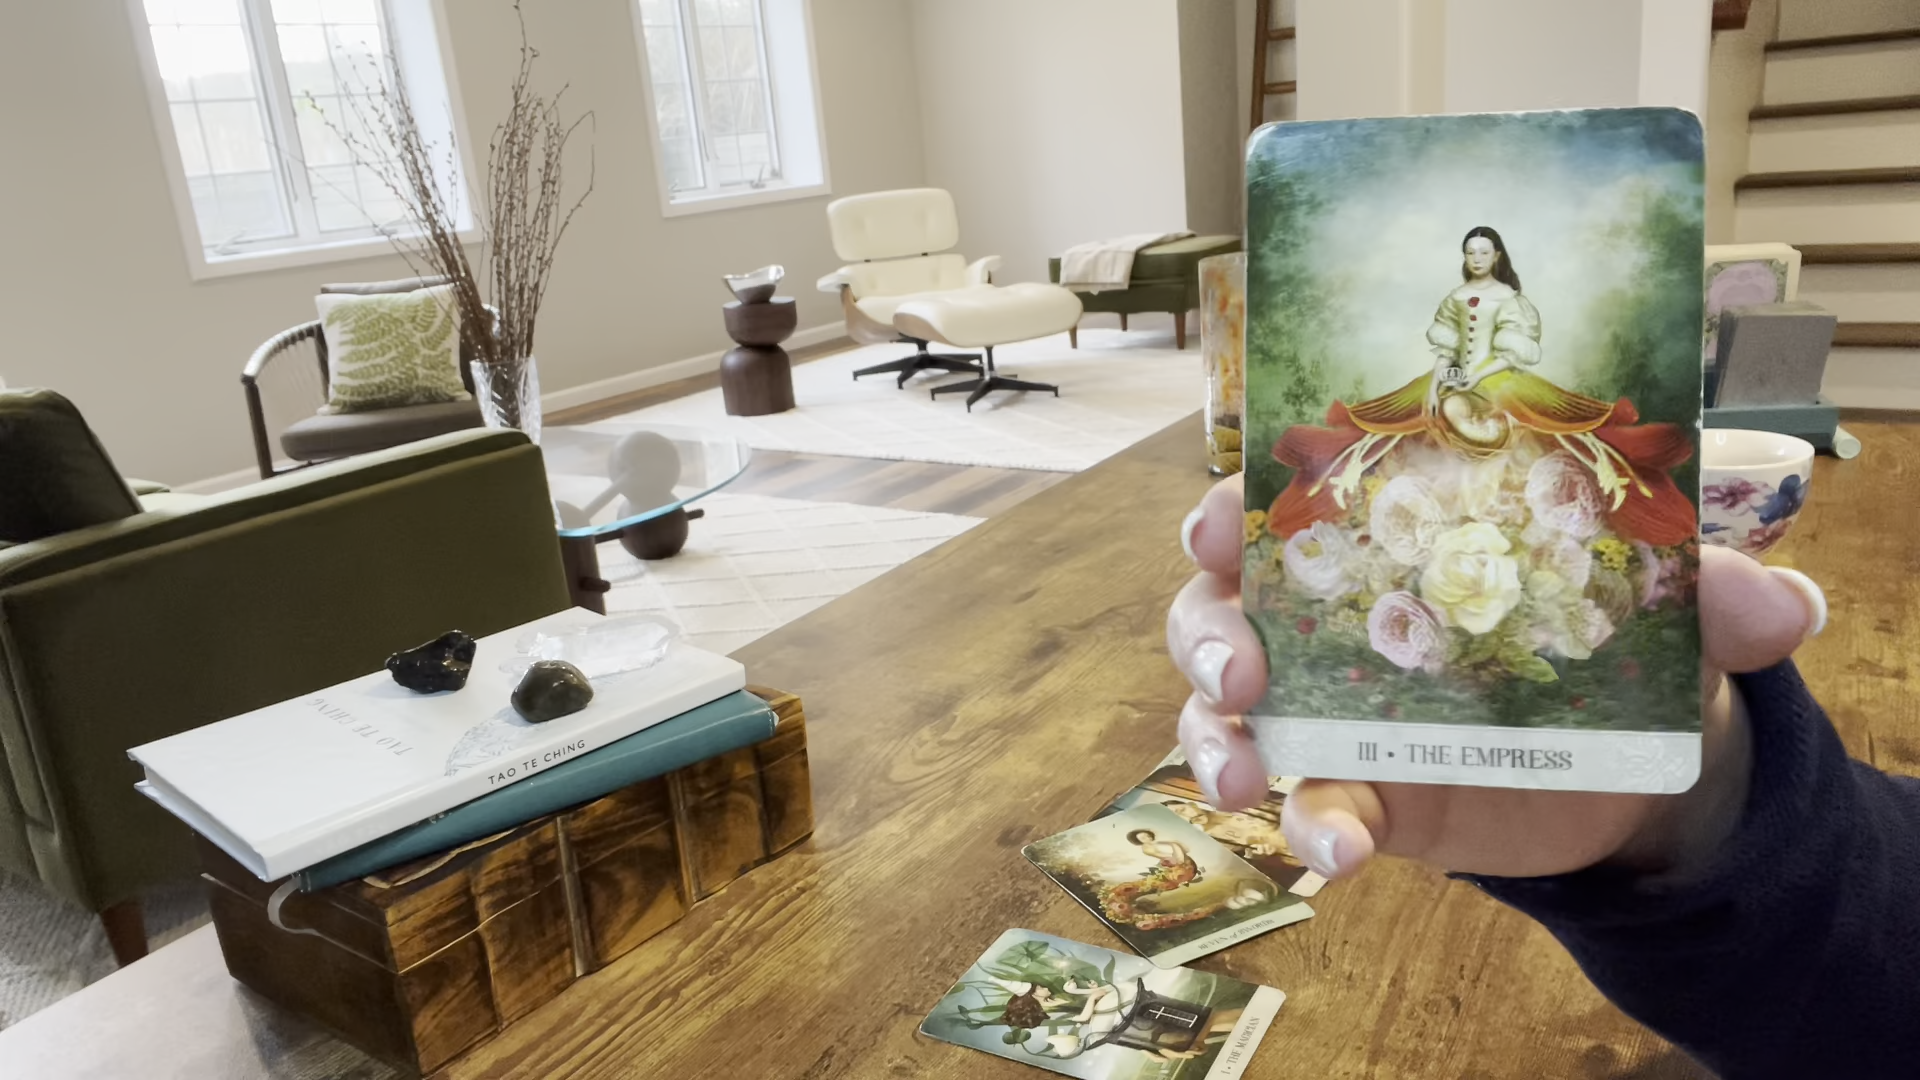 III • THE EMPRESS
TAO TE CHING
TAO TE CHING
I • THE MAGICIAN